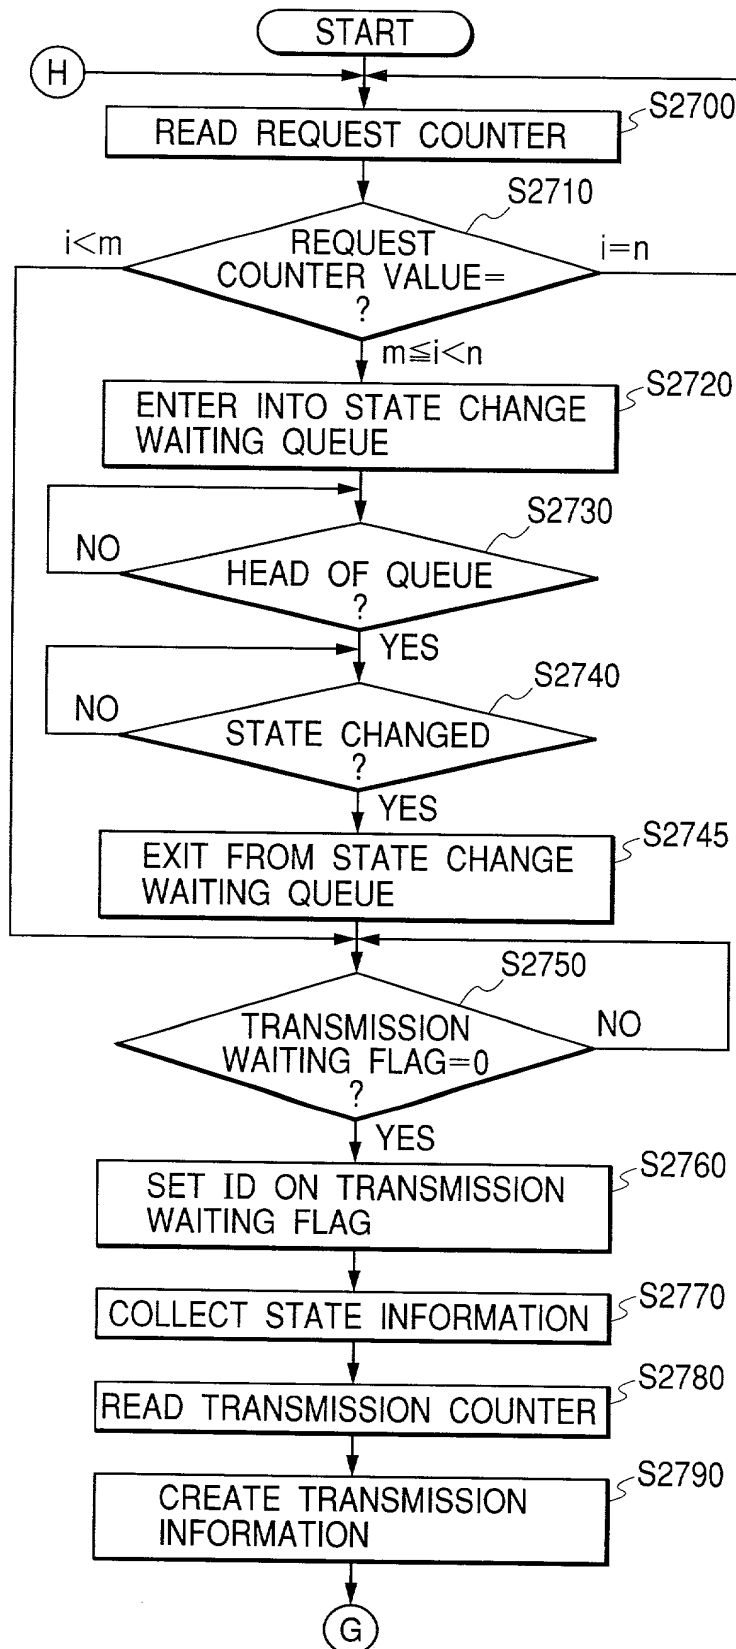 START
H
S2700
READ REQUEST COUNTER
S2710
i<m
REQUEST
COUNTER VALUE=
?
i=n
m≦i<n
S2720
ENTER INTO STATE CHANGE
WAITING QUEUE
S2730
NO
HEAD OF QUEUE
?
YES
S2740
NO
STATE CHANGED
?
YES
S2745
EXIT FROM STATE CHANGE
WAITING QUEUE
S2750
TRANSMISSION
WAITING FLAG=0
?
NO
YES
S2760
SET ID ON TRANSMISSION
WAITING FLAG
S2770
COLLECT STATE INFORMATION
S2780
READ TRANSMISSION COUNTER
S2790
CREATE TRANSMISSION
INFORMATION
G